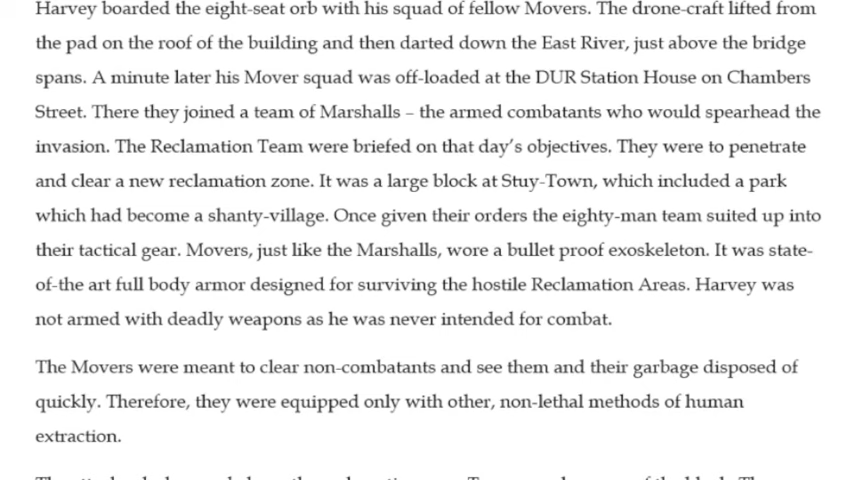 Harvey boarded the eight-seat orb with his squad of fellow Movers. The drone-craft lifted from
the pad on the roof of the building and then darted down the East River, just above the bridge
spans. A minute later his Mover squad was off-loaded at the DUR Station House on Chambers
Street. There they joined a team of Marshalls – the armed combatants who would spearhead the
invasion. The Reclamation Team were briefed on that day's objectives. They were to penetrate
and clear a new reclamation zone. It was a large block at Stuy-Town, which included a park
which had become a shanty-village. Once given their orders the eighty-man team suited up into
their tactical gear. Movers, just like the Marshalls, wore a bullet proof exoskeleton. It was state-
of-the art full body armor designed for surviving the hostile Reclamation Areas. Harvey was
not armed with deadly weapons as he was never intended for combat.
The Movers were meant to clear non-combatants and see them and their garbage disposed of
quickly. Therefore, they were equipped only with other, non-lethal methods of human
extraction.